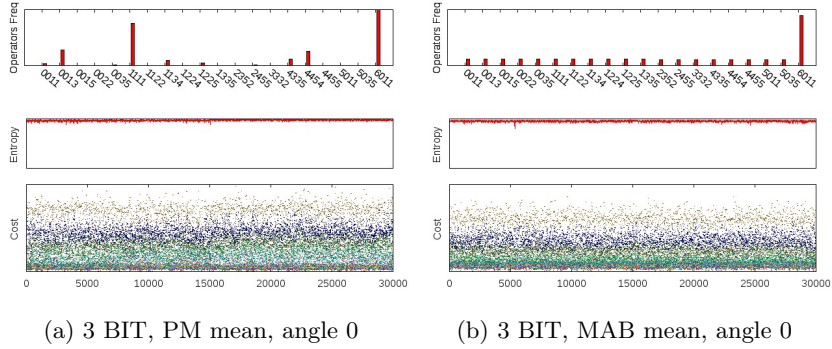 Operators Freq
0011 0013 0015 0022 0035 1111 1122 1134 1224 1225 1335 2352 2455 3332 4335 4454 4455 5011 5035 6011
Entropy
Cost
0 5000 10000 15000 20000 25000 30000
(a) 3 BIT, PM mean, angle 0
Operators Freq
0011 0013 0015 0022 0035 1111 1122 1134 1224 1225 1335 2352 2455 3332 4335 4454 4455 5011 5035 6011
Entropy
Cost
0 5000 10000 15000 20000 25000 30000
(b) 3 BIT, MAB mean, angle 0